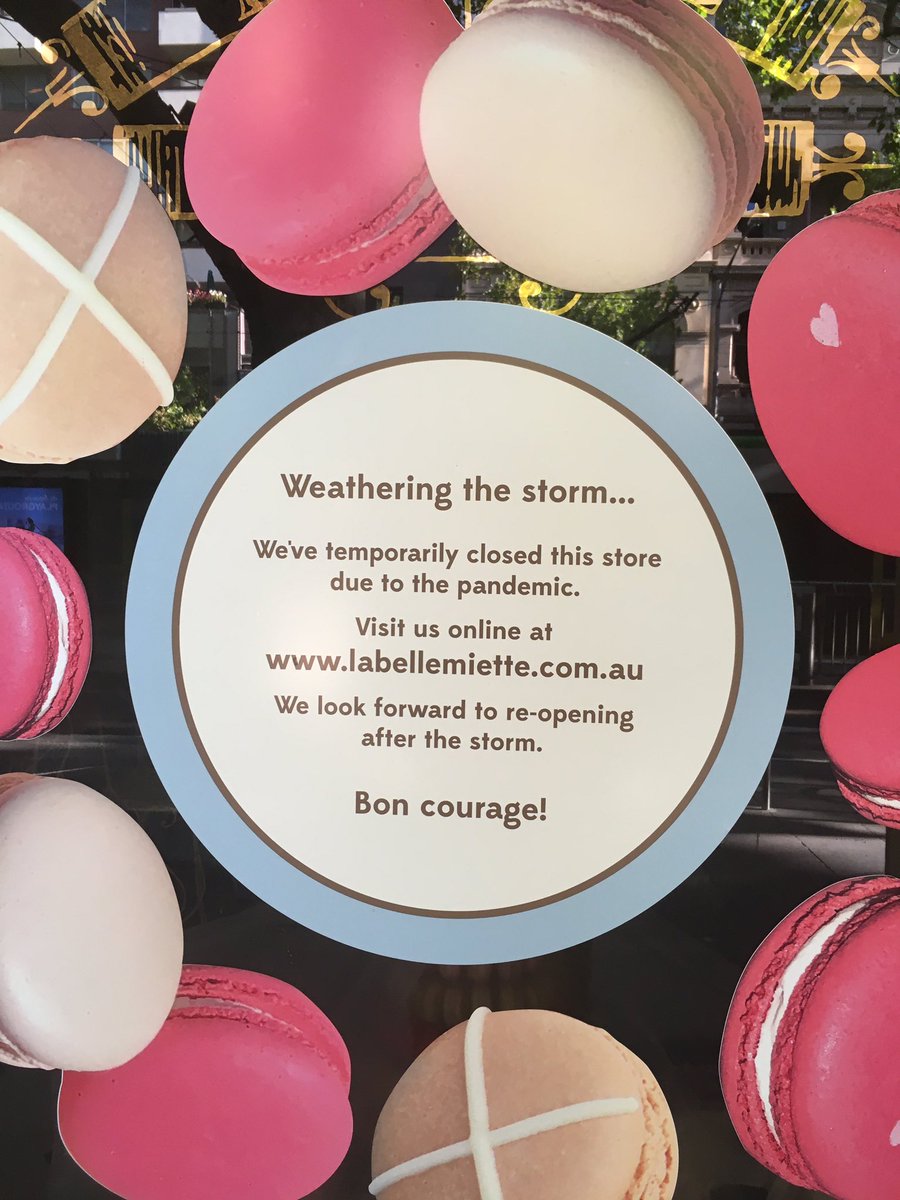 Weathering the storm...
We've temporarily closed this store
due to the pandemic.
Visit us online at
www.labellemiette.com.au
We look forward to re-opening
after the storm.
Bon courage!